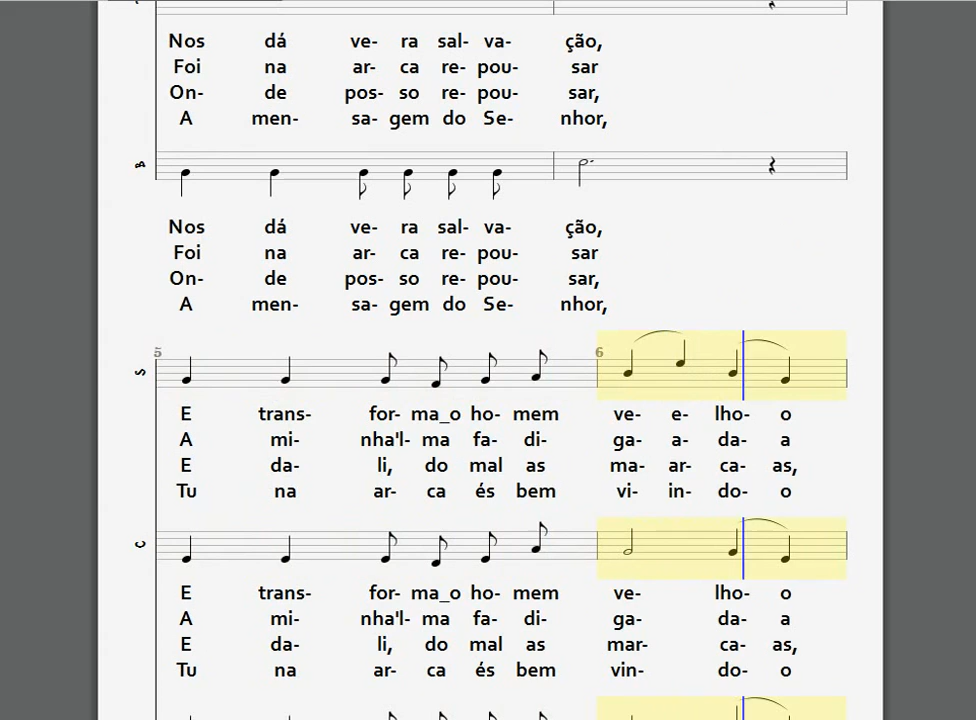 Nos dá ve- ra sal- va- ção,
Foi na ar- ca re- pou- sar
On- de pos- so re- pou- sar,
A men- sa- gem do Se- nhor,
B
Nos dá ve- ra sal- va- ção,
Foi na ar- ca re- pou- sar
On- de pos- so re- pou- sar,
A men- sa- gem do Se- nhor,
5 6
S
E trans- for- ma_o ho- mem ve- e- lho- o
A mi- nha'l- ma fa- di- ga- a- da- a
E da- li, do mal as ma- ar- ca- as,
Tu na ar- ca és bem vi- in- do- o
C
E trans- for- ma_o ho- mem ve- lho- o
A mi- nha'l- ma fa- di- ga- da- a
E da- li, do mal as mar- ca- as,
Tu na ar- ca és bem vin- do- o